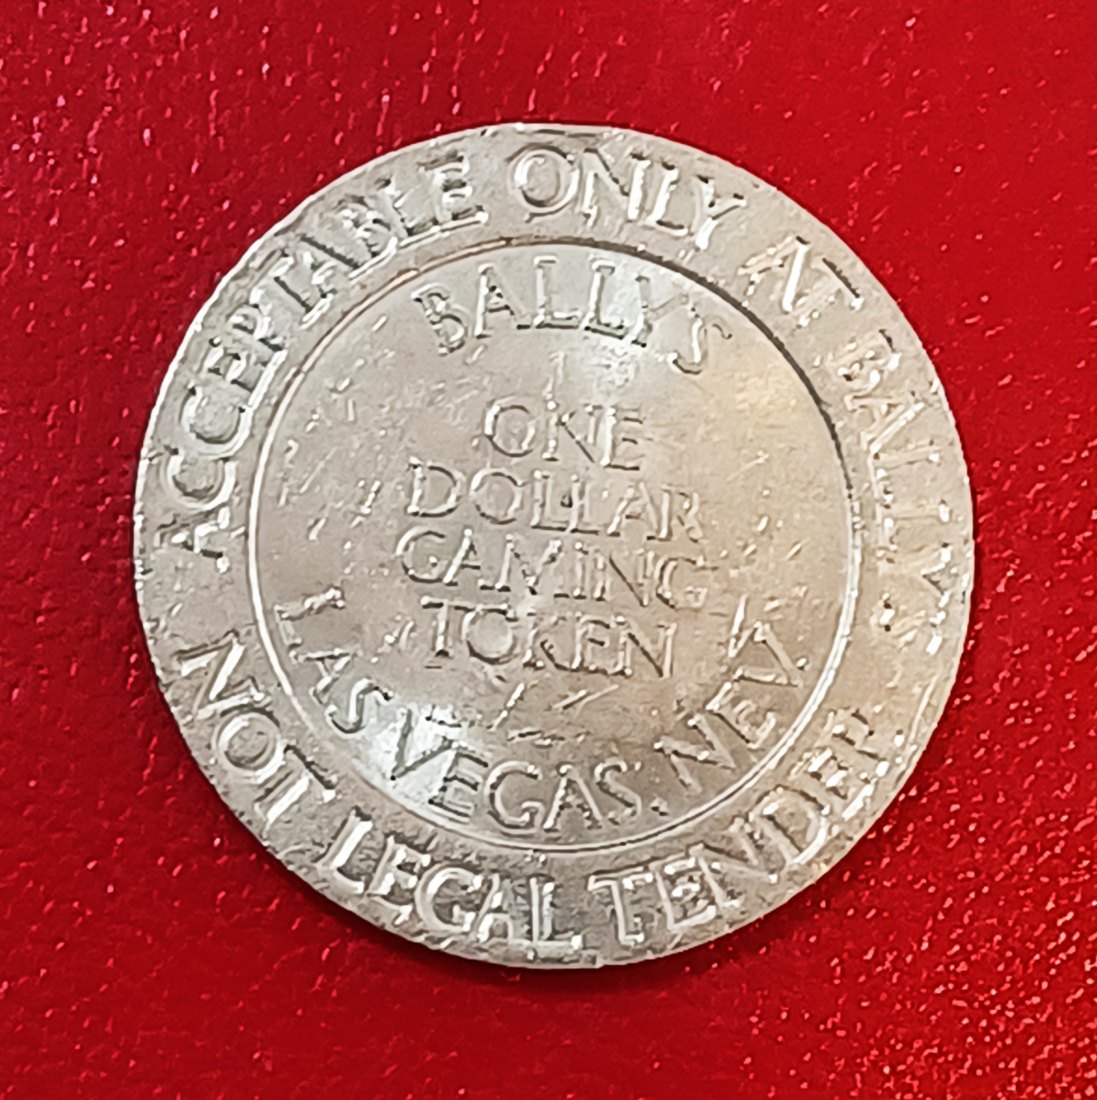 ACCEPTABLE ONLY AT BALLY'S
BALLY'S
ONE
DOLLAR
GAMING
TOKEN
LAS VEGAS, NEV.
NOT LEGAL TENDER